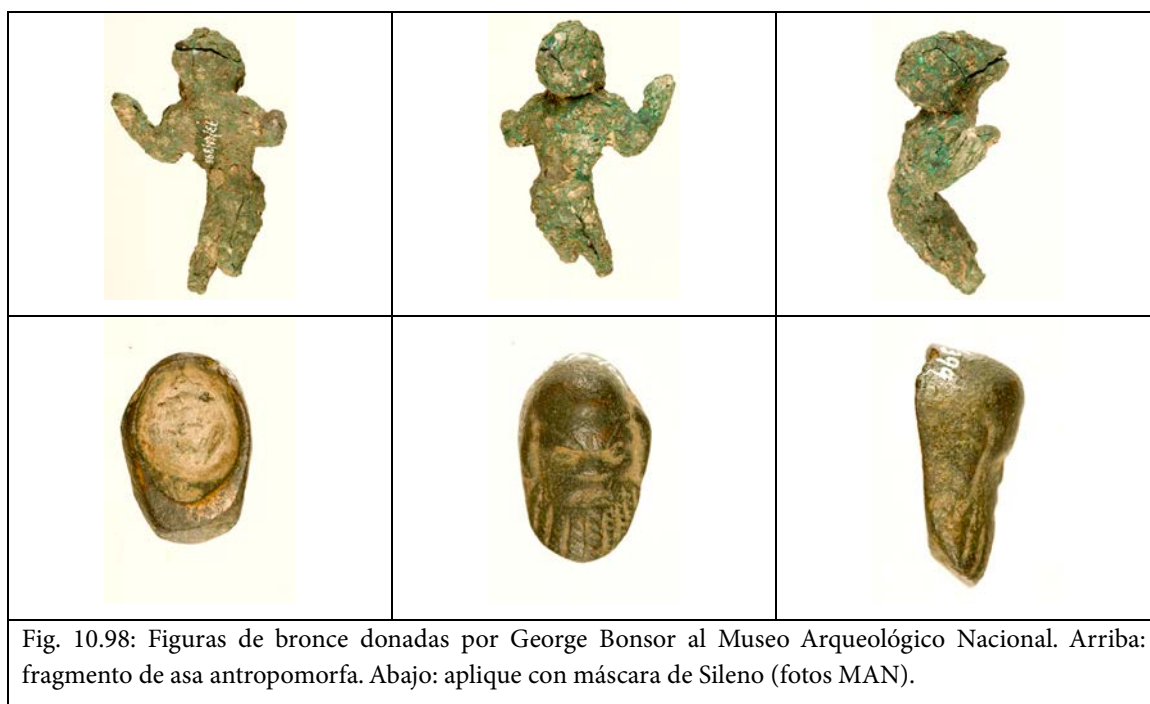 Fig. 10.98: Figuras de bronce donadas por George Bonsor al Museo Arqueológico Nacional. Arriba:
fragmento de asa antropomorfa. Abajo: aplique con máscara de Sileno (fotos MAN).